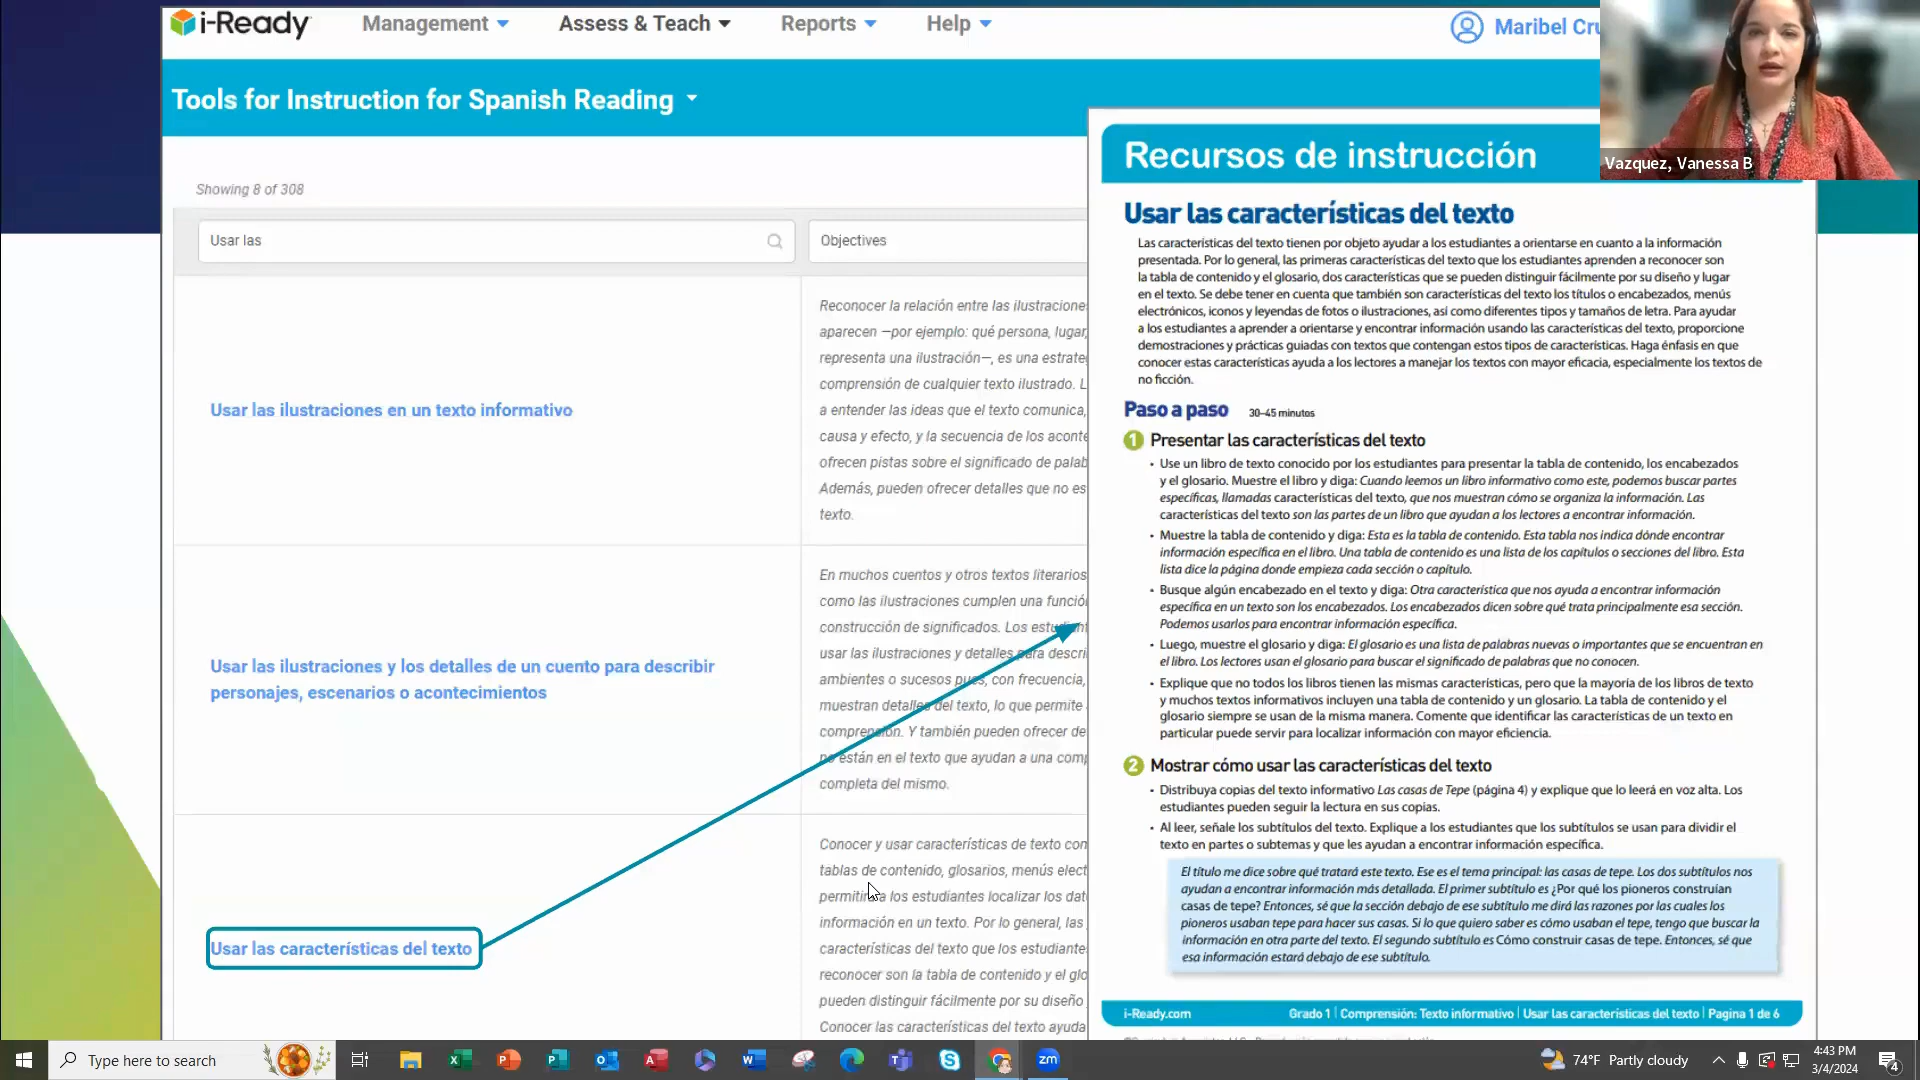 i-Ready
Management
Assess & Teach
Reports
Help
Maribel Cru
Tools for Instruction for Spanish Reading
Vazquez, Vanessa B
Showing 8 of 308
Usar las
Objectives
Usar las ilustraciones en un texto informativo
Reconocer la relación entre las ilustraciones
aparecen —por ejemplo: qué persona, lugar,
representa una ilustración—, es una estrate
comprensión de cualquier texto ilustrado. L
a entender las ideas que el texto comunica,
causa y efecto, y la secuencia de los aconte
ofrecen pistas sobre el significado de palab
Además, pueden ofrecer detalles que no es
texto.
Usar las ilustraciones y los detalles de un cuento para describir
personajes, escenarios o acontecimientos
En muchos cuentos y otros textos literarios
como las ilustraciones cumplen una funció
construcción de significados. Los estudiant
usar las ilustraciones y detalles para descri
ambientes o sucesos pues, con frecuencia,
muestran detalles del texto, lo que permite
comprensión. Y también pueden ofrecer de
no están en el texto que ayudan a una comp
completa del mismo.
Usar las características del texto
Conocer y usar características de texto com
tablas de contenido, glosarios, menús elect
permitirá a los estudiantes localizar los dat
información en un texto. Por lo general, las
características del texto que los estudiante
reconocer son la tabla de contenido y el glo
pueden distinguir fácilmente por su diseño
Conocer las características del texto ayuda
Recursos de instrucción
Usar las características del texto
Las características del texto tienen por objeto ayudar a los estudiantes a orientarse en cuanto a la información
presentada. Por lo general, las primeras características del texto que los estudiantes aprenden a reconocer son
la tabla de contenido y el glosario, dos características que se pueden distinguir fácilmente por su diseño y lugar
en el texto. Se debe tener en cuenta que también son características del texto los títulos o encabezados, menús
electrónicos, iconos y leyendas de fotos o ilustraciones, así como diferentes tipos y tamaños de letra. Para ayudar
a los estudiantes a aprender a orientarse y encontrar información usando las características del texto, proporcione
demostraciones y prácticas guiadas con textos que contengan estos tipos de características. Haga énfasis en que
conocer estas características ayuda a los lectores a manejar los textos con mayor eficacia, especialmente los textos de
no ficción.
Paso a paso 30–45 minutos
1 Presentar las características del texto
• Use un libro de texto conocido por los estudiantes para presentar la tabla de contenido, los encabezados
y el glosario. Muestre el libro y diga: Cuando leemos un libro informativo como este, podemos buscar partes
específicas, llamadas características del texto, que nos muestran cómo se organiza la información. Las
características del texto son las partes de un libro que ayudan a los lectores a encontrar información.
• Muestre la tabla de contenido y diga: Esta es la tabla de contenido. Esta tabla nos indica dónde encontrar
información específica en el libro. Una tabla de contenido es una lista de los capítulos o secciones del libro. Esta
lista dice la página donde empieza cada sección o capítulo.
• Busque algún encabezado en el texto y diga: Otra característica que nos ayuda a encontrar información
específica en un texto son los encabezados. Los encabezados dicen sobre qué trata principalmente esa sección.
Podemos usarlos para encontrar información específica.
• Luego, muestre el glosario y diga: El glosario es una lista de palabras nuevas o importantes que se encuentran en
el libro. Los lectores usan el glosario para buscar el significado de palabras que no conocen.
• Explique que no todos los libros tienen las mismas características, pero que la mayoría de los libros de texto
y muchos textos informativos incluyen una tabla de contenido y un glosario. La tabla de contenido y el
glosario siempre se usan de la misma manera. Comente que identificar las características de un texto en
particular puede servir para localizar información con mayor eficiencia.
2 Mostrar cómo usar las características del texto
• Distribuya copias del texto informativo Las casas de Tepe (página 4) y explique que lo leerá en voz alta. Los
estudiantes pueden seguir la lectura en sus copias.
• Al leer, señale los subtítulos del texto. Explique a los estudiantes que los subtítulos se usan para dividir el
texto en partes o subtemas y que les ayudan a encontrar información específica.
El título me dice sobre qué tratará este texto. Ese es el tema principal: las casas de tepe. Los dos subtítulos nos
ayudan a encontrar información más detallada. El primer subtítulo es ¿Por qué los pioneros construían
casas de tepe? Entonces, sé que la sección debajo de ese subtítulo me dirá las razones por las cuales los
pioneros usaban tepe para hacer sus casas. Si lo que quiero saber es cómo usaban el tepe, tengo que buscar la
información en otra parte del texto. El segundo subtítulo es Cómo construir casas de tepe. Entonces, sé que
esa información estará debajo de ese subtítulo.
i-Ready.com
Grado 1 | Comprensión: Texto informativo | Usar las características del texto | Pagina 1 de 6
Type here to search
74°F Partly cloudy
4:43 PM
3/4/2024
4
zm